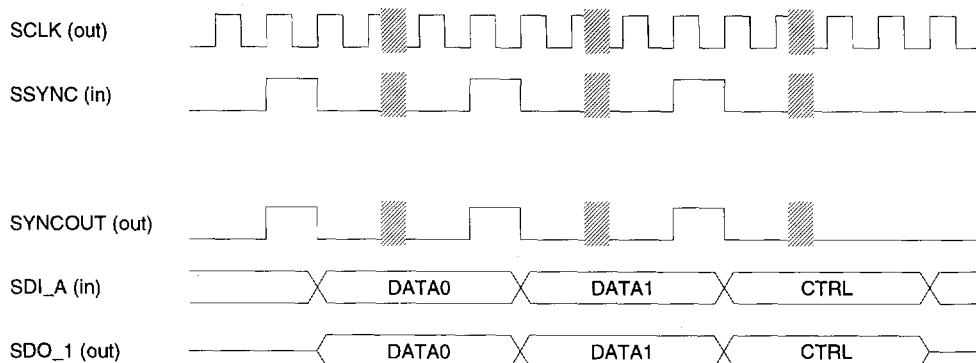 SCLK (out)
SSYNC (in)
SYNCOUT (out)
SDI_A (in) DATA0 DATA1 CTRL
SDO_1 (out) DATA0 DATA1 CTRL